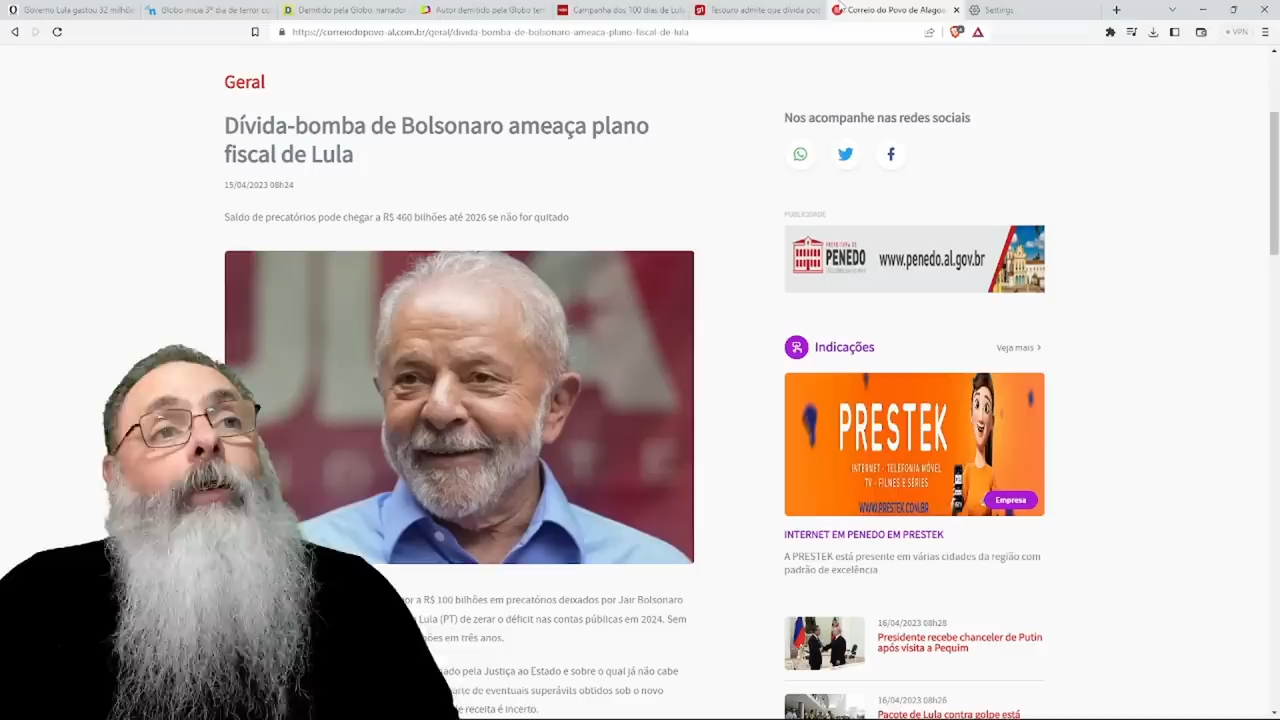 Governo Lula gastou 32 milhões
Globo inicia 3º dia de terror co
Demitido pela Globo, narrador
Autor demitido pela Globo tem
Campanha dos 100 dias de Lula
Tesouro admite que dívida pop
Correio do Povo de Alagoa
Settings
https://correiodopovo-al.com.br/geral/divida-bomba-de-bolsonaro-ameaca-plano-fiscal-de-lula
VPN
Geral
Dívida-bomba de Bolsonaro ameaça plano
fiscal de Lula
15/04/2023 08h24
Saldo de precatórios pode chegar a R$ 460 bilhões até 2026 se não for quitado
or a R$ 100 bilhões em precatórios deixados por Jair Bolsonaro
Lula (PT) de zerar o déficit nas contas públicas em 2024. Sem
ões em três anos.
ado pela Justiça ao Estado e sobre o qual já não cabe
arte de eventuais superávits obtidos sob o novo
e receita é incerto.
Nos acompanhe nas redes sociais
PUBLICIDADE
PREFEITURA DE
PENEDO
www.penedo.al.gov.br
Indicações
Veja mais
PRESTEK
INTERNET - TELEFONIA MÓVEL
TV - FILNES E SÉRIES
WWW.PRESTEK.COM.BR
Empresa
INTERNET EM PENEDO EM PRESTEK
A PRESTEK está presente em várias cidades da região com
padrão de excelência
16/04/2023 08h28
Presidente recebe chanceler de Putin
após visita a Pequim
16/04/2023 08h26
Pacote de Lula contra golpe está